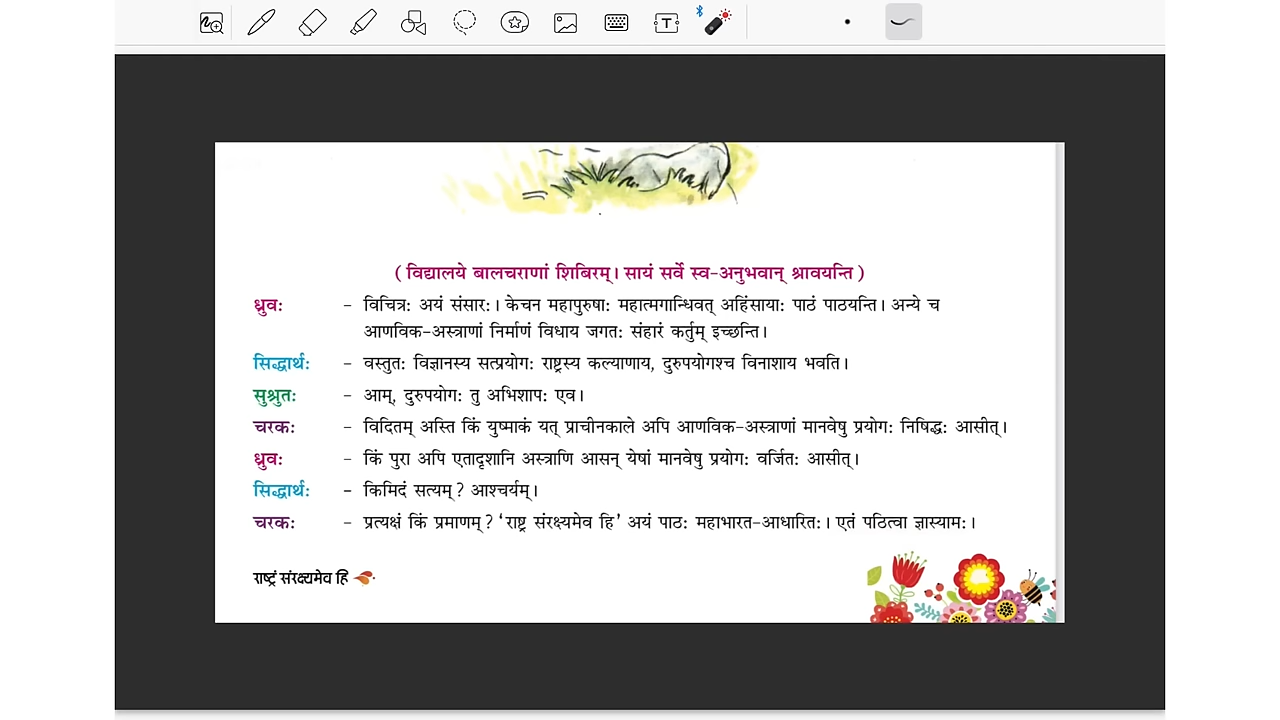 ( विद्यालये बालचराणां शिबिरम्। सायं सर्वे स्व-अनुभवान् श्रावयन्ति )
ध्रुवः – विचित्रः अयं संसारः। केचन महापुरुषाः महात्मगान्धिवत् अहिंसायाः पाठं पाठयन्ति। अन्ये च
आणविक-अस्त्राणां निर्माणं विधाय जगतः संहारं कर्तुम् इच्छन्ति।
सिद्धार्थः – वस्तुतः विज्ञानस्य सत्प्रयोगः राष्ट्रस्य कल्याणाय, दुरुपयोगश्च विनाशाय भवति।
सुश्रुतः – आम्, दुरुपयोगः तु अभिशापः एव।
चरकः – विदितम् अस्ति किं युष्माकं यत् प्राचीनकाले अपि आणविक-अस्त्राणां मानवेषु प्रयोगः निषिद्धः आसीत्।
ध्रुवः – किं पुरा अपि एतादृशानि अस्त्राणि आसन् येषां मानवेषु प्रयोगः वर्जितः आसीत्।
सिद्धार्थः – किमिदं सत्यम् ? आश्चर्यम्।
चरकः – प्रत्यक्षं किं प्रमाणम् ? ‘राष्ट्र संरक्ष्यमेव हि’ अयं पाठः महाभारत-आधारितः। एतं पठित्वा ज्ञास्यामः।
राष्ट्रं संरक्ष्यमेव हि